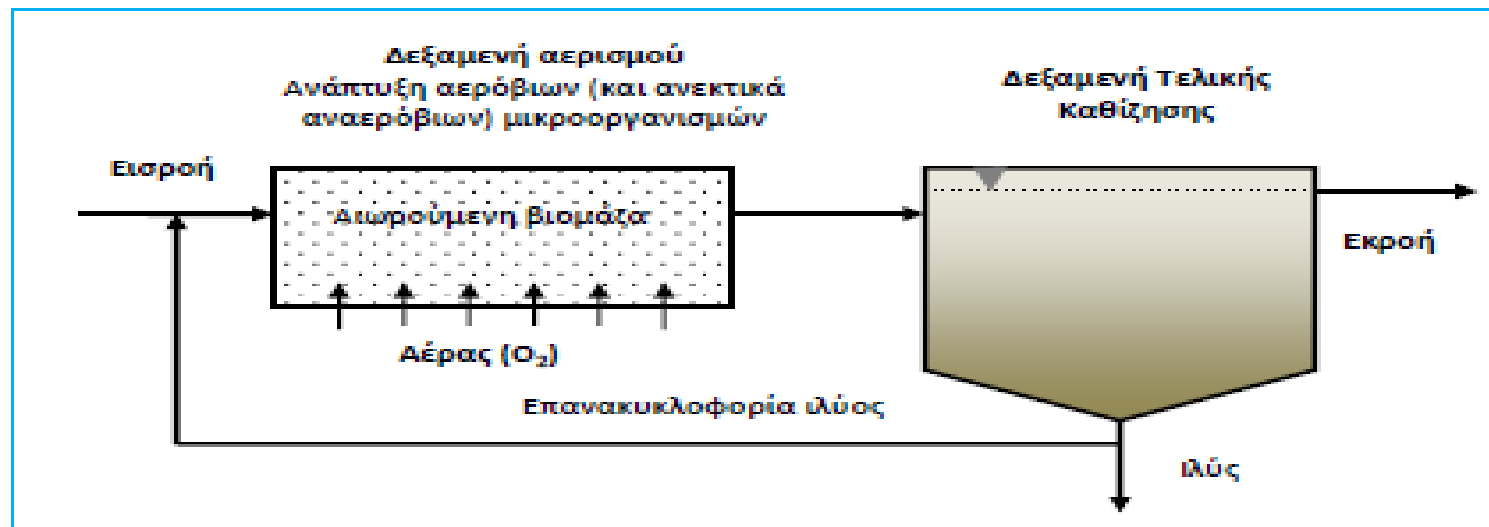 Δεξαμενή αερισμού
Ανάπτυξη αερόβιων (και ανεκτικά
αναερόβιων) μικροοργανισμών
Δεξαμενή Τελικής
Καθίζησης
Εισροή
Αιωρούμενη βιομάζα
Εκροή
Αέρας (O₂)
Επανακυκλοφορία ιλύος
Ιλύς